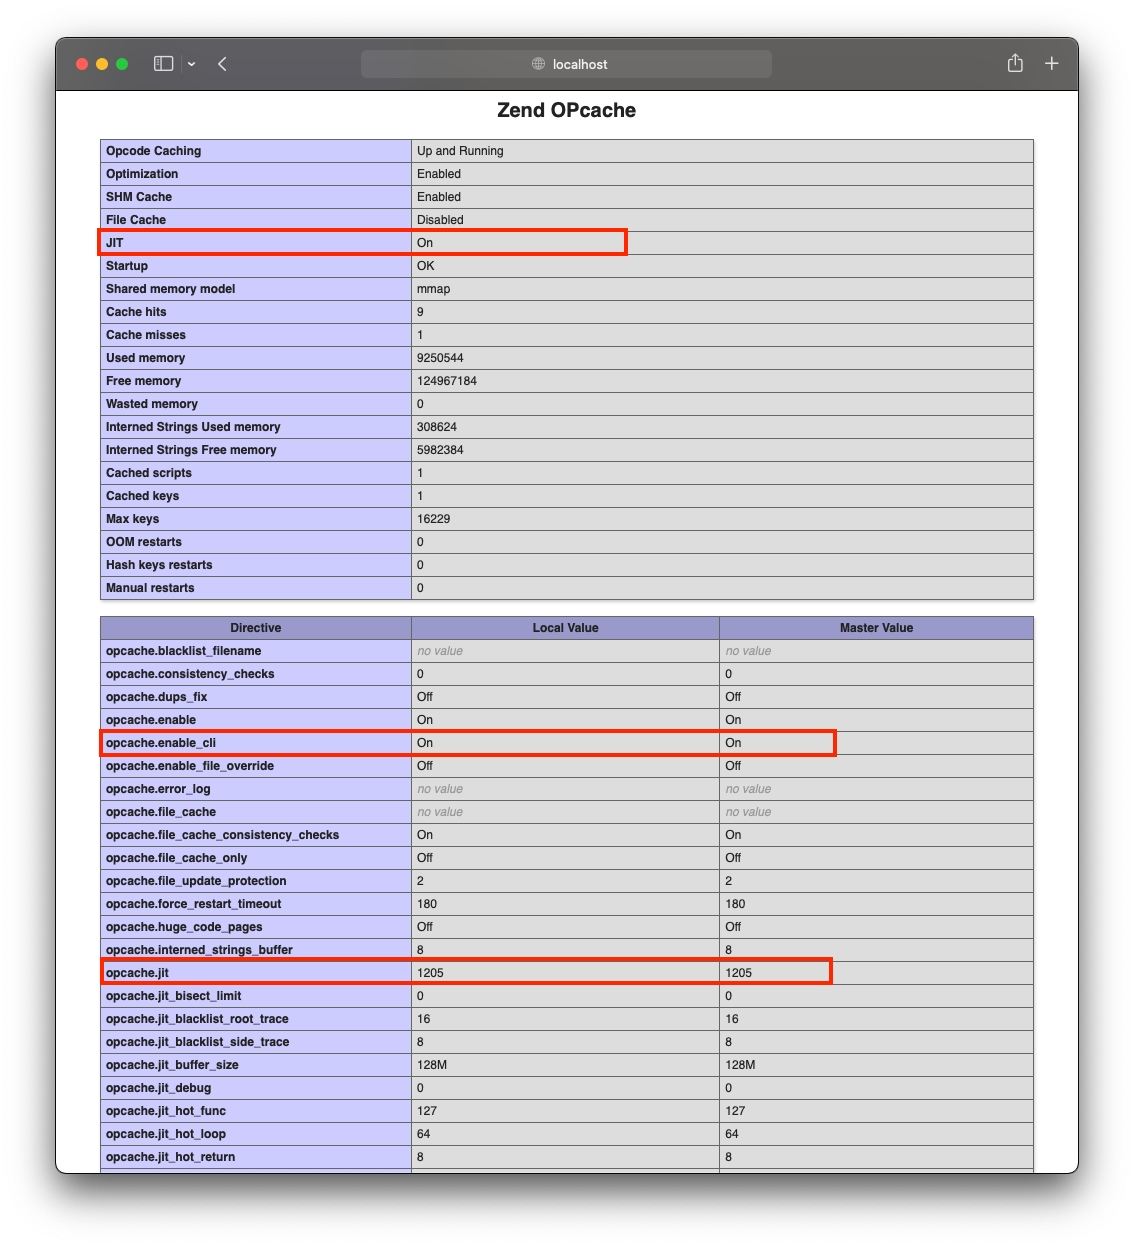 localhost
Zend OPcache
Opcode Caching Up and Running
Optimization Enabled
SHM Cache Enabled
File Cache Disabled
JIT On
Startup OK
Shared memory model mmap
Cache hits 9
Cache misses 1
Used memory 9250544
Free memory 124967184
Wasted memory 0
Interned Strings Used memory 308624
Interned Strings Free memory 5982384
Cached scripts 1
Cached keys 1
Max keys 16229
OOM restarts 0
Hash keys restarts 0
Manual restarts 0
Directive Local Value Master Value
opcache.blacklist_filename no value no value
opcache.consistency_checks 0 0
opcache.dups_fix Off Off
opcache.enable On On
opcache.enable_cli On On
opcache.enable_file_override Off Off
opcache.error_log no value no value
opcache.file_cache no value no value
opcache.file_cache_consistency_checks On On
opcache.file_cache_only Off Off
opcache.file_update_protection 2 2
opcache.force_restart_timeout 180 180
opcache.huge_code_pages Off Off
opcache.interned_strings_buffer 8 8
opcache.jit 1205 1205
opcache.jit_bisect_limit 0 0
opcache.jit_blacklist_root_trace 16 16
opcache.jit_blacklist_side_trace 8 8
opcache.jit_buffer_size 128M 128M
opcache.jit_debug 0 0
opcache.jit_hot_func 127 127
opcache.jit_hot_loop 64 64
opcache.jit_hot_return 8 8